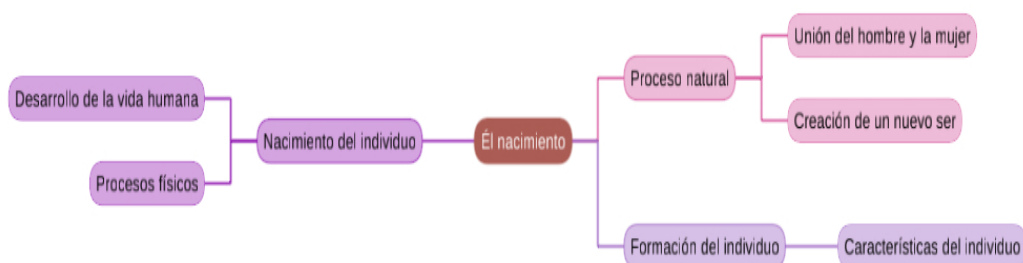 Él nacimiento
Nacimiento del individuo
Desarrollo de la vida humana
Procesos físicos
Proceso natural
Unión del hombre y la mujer
Creación de un nuevo ser
Formación del individuo
Características del individuo